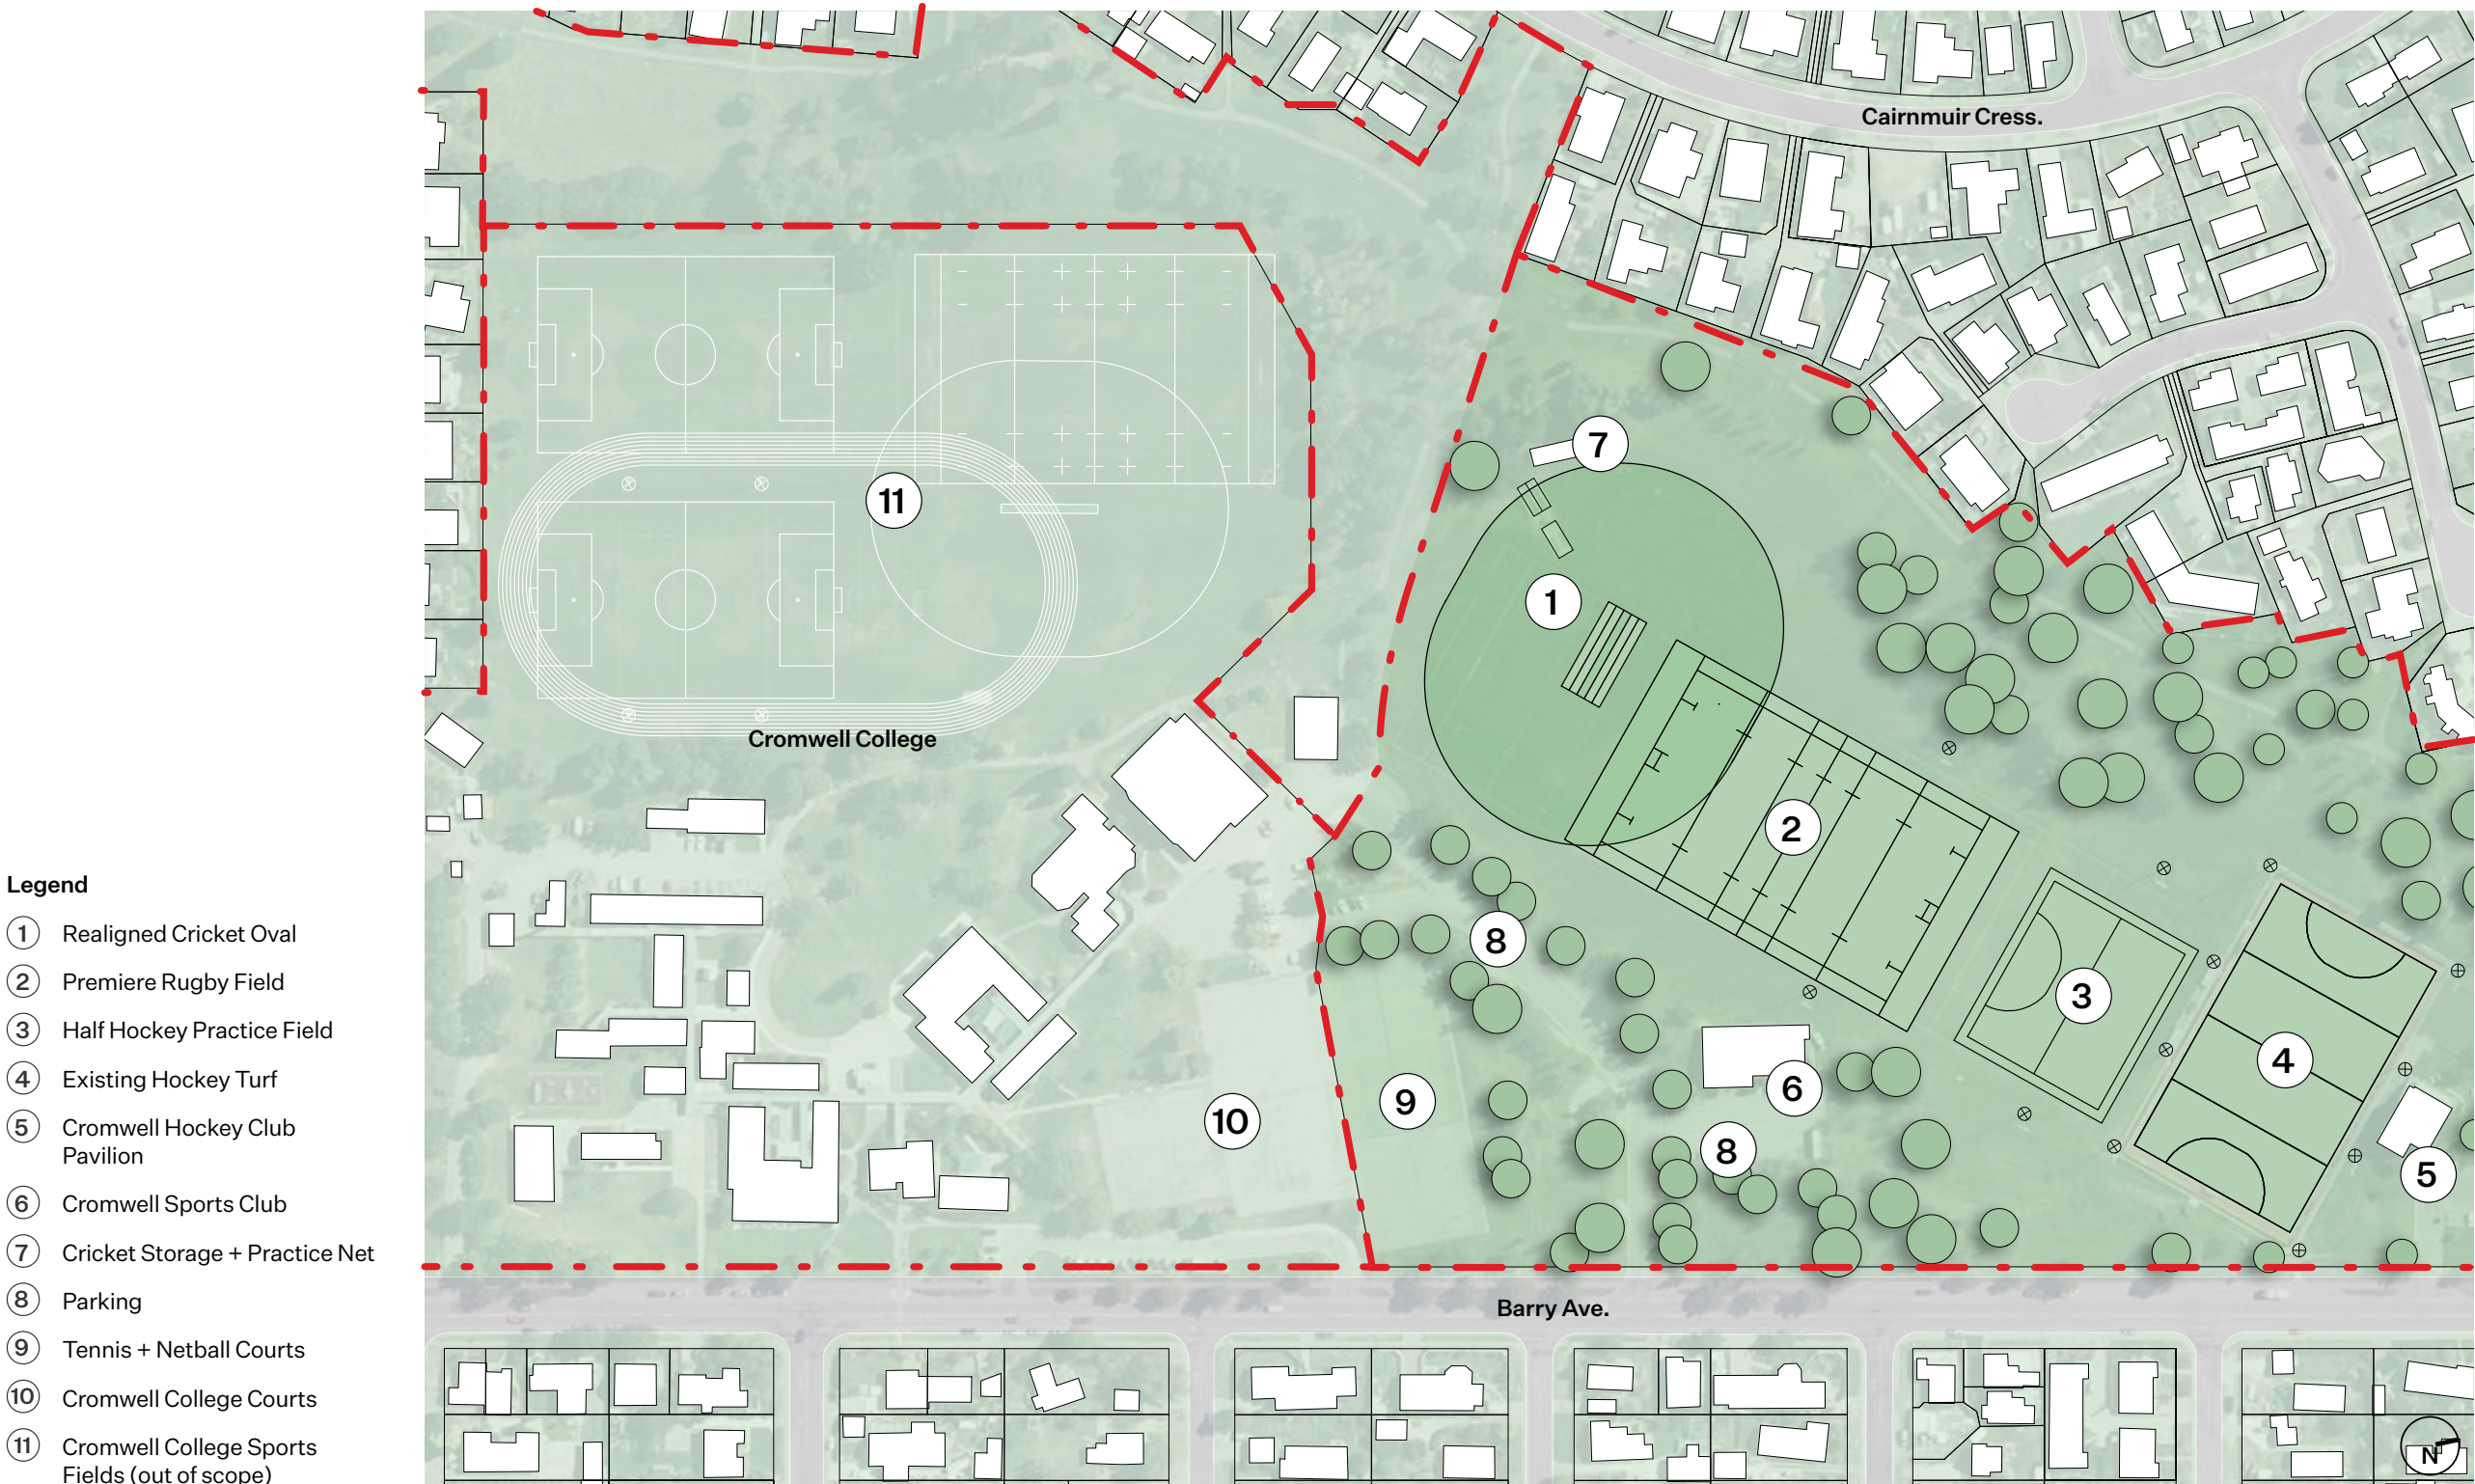 Cairnmuir Cress.
7
11
1
Cromwell College
2
8
3
4
9
6
10
8
5
Barry Ave.
N
Legend
1 Realigned Cricket Oval
2 Premiere Rugby Field
3 Half Hockey Practice Field
4 Existing Hockey Turf
5 Cromwell Hockey Club
Pavilion
6 Cromwell Sports Club
7 Cricket Storage + Practice Net
8 Parking
9 Tennis + Netball Courts
10 Cromwell College Courts
11 Cromwell College Sports
Fields (out of scope)